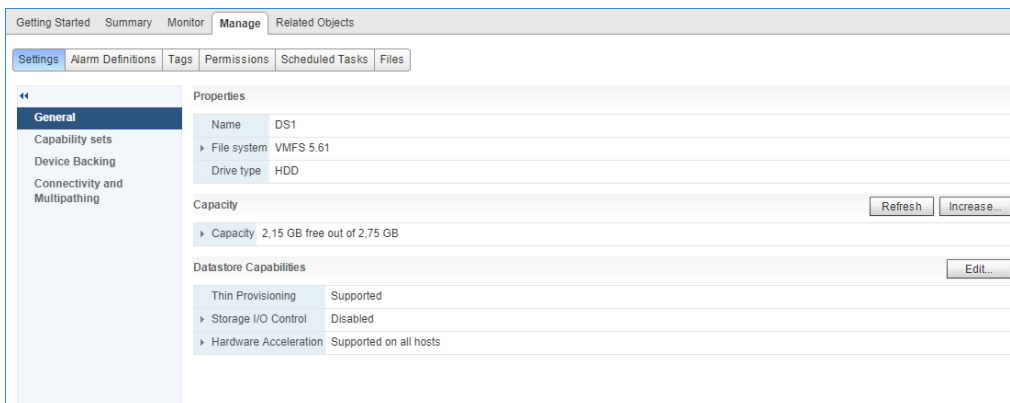 Getting Started Summary Monitor Manage Related Objects
Settings Alarm Definitions Tags Permissions Scheduled Tasks Files
General
Capability sets
Device Backing
Connectivity and
Multipathing
Properties
Name DS1
File system VMFS 5.61
Drive type HDD
Capacity Refresh Increase...
Capacity 2,15 GB free out of 2,75 GB
Datastore Capabilities Edit...
Thin Provisioning Supported
Storage I/O Control Disabled
Hardware Acceleration Supported on all hosts